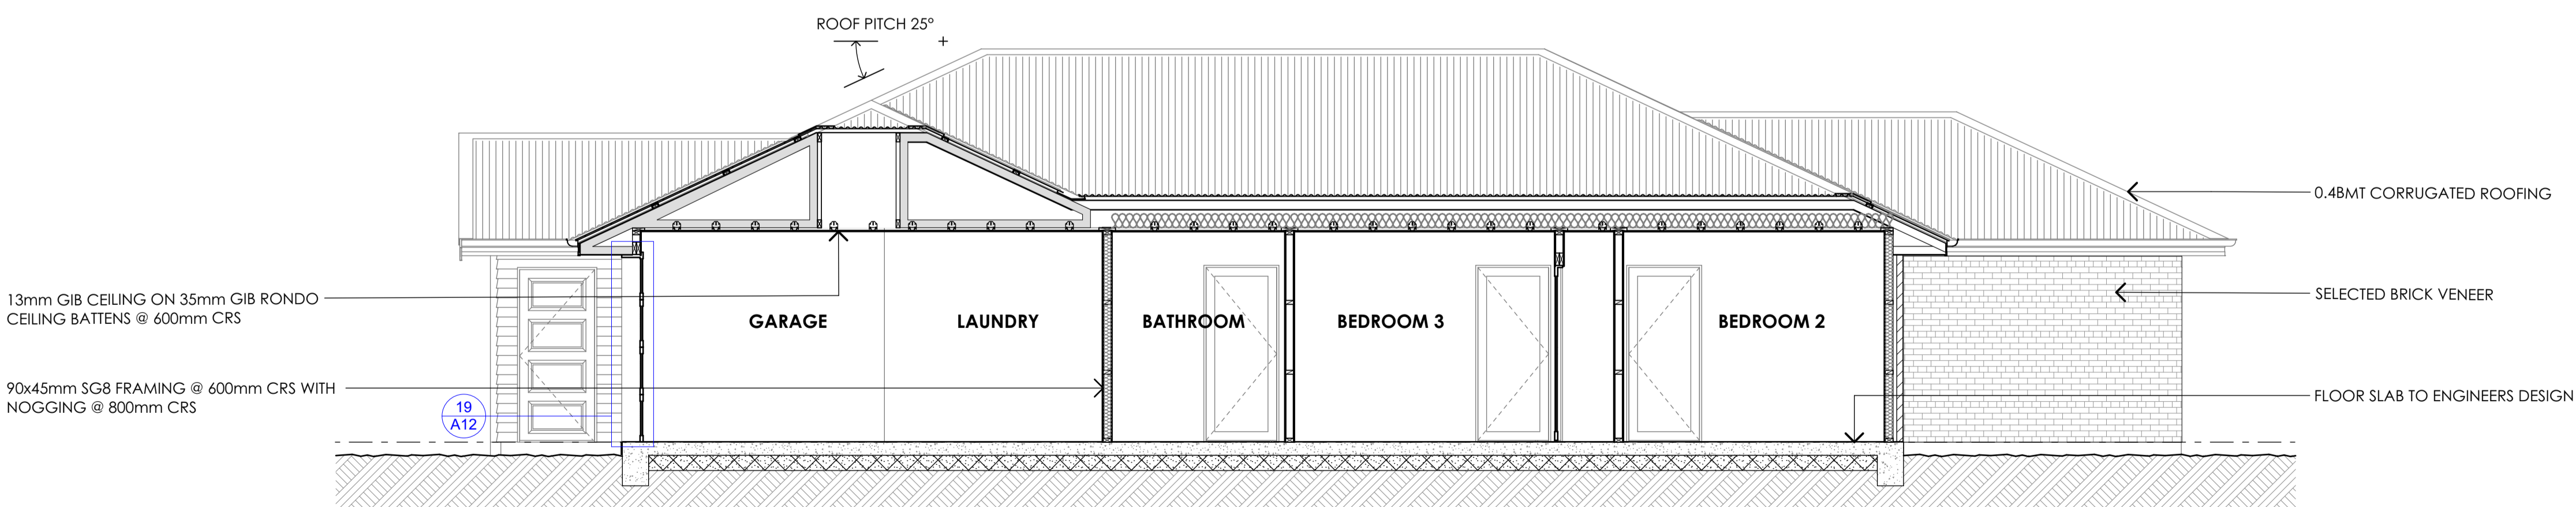 ROOF PITCH 25°
0.4BMT CORRUGATED ROOFING
13mm GIB CEILING ON 35mm GIB RONDO
CEILING BATTENS @ 600mm CRS
SELECTED BRICK VENEER
GARAGE
LAUNDRY
BATHROOM
BEDROOM 3
BEDROOM 2
90x45mm SG8 FRAMING @ 600mm CRS WITH
NOGGING @ 800mm CRS
19
A12
FLOOR SLAB TO ENGINEERS DESIGN